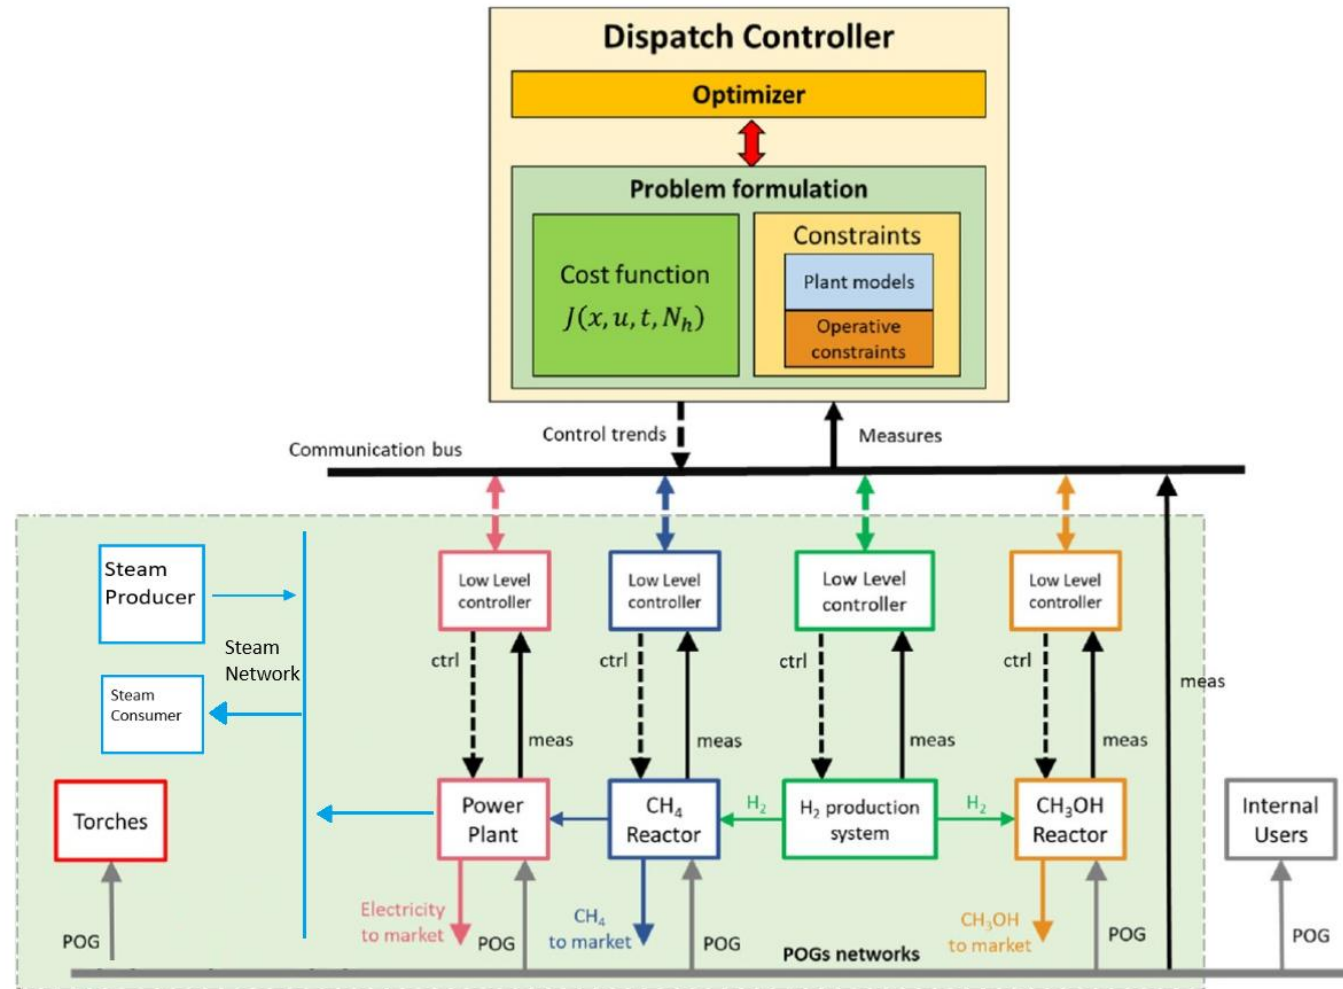 Dispatch Controller
Optimizer
Problem formulation
Cost function
J(x, u, t, Nₕ)
Constraints
Plant models
Operative
constraints
Control trends
Measures
Communication bus
Steam
Producer
Steam
Network
Steam
Consumer
Low Level
controller
Low Level
controller
Low Level
controller
Low Level
controller
ctrl
ctrl
ctrl
ctrl
meas
meas
meas
meas
meas
Torches
Power
Plant
CH₄
Reactor
H₂
H₂ production
system
H₂
CH₃OH
Reactor
Internal
Users
Electricity
to market
CH₄
to market
CH₃OH
to market
POG
POG
POG
POGs networks
POG
POG